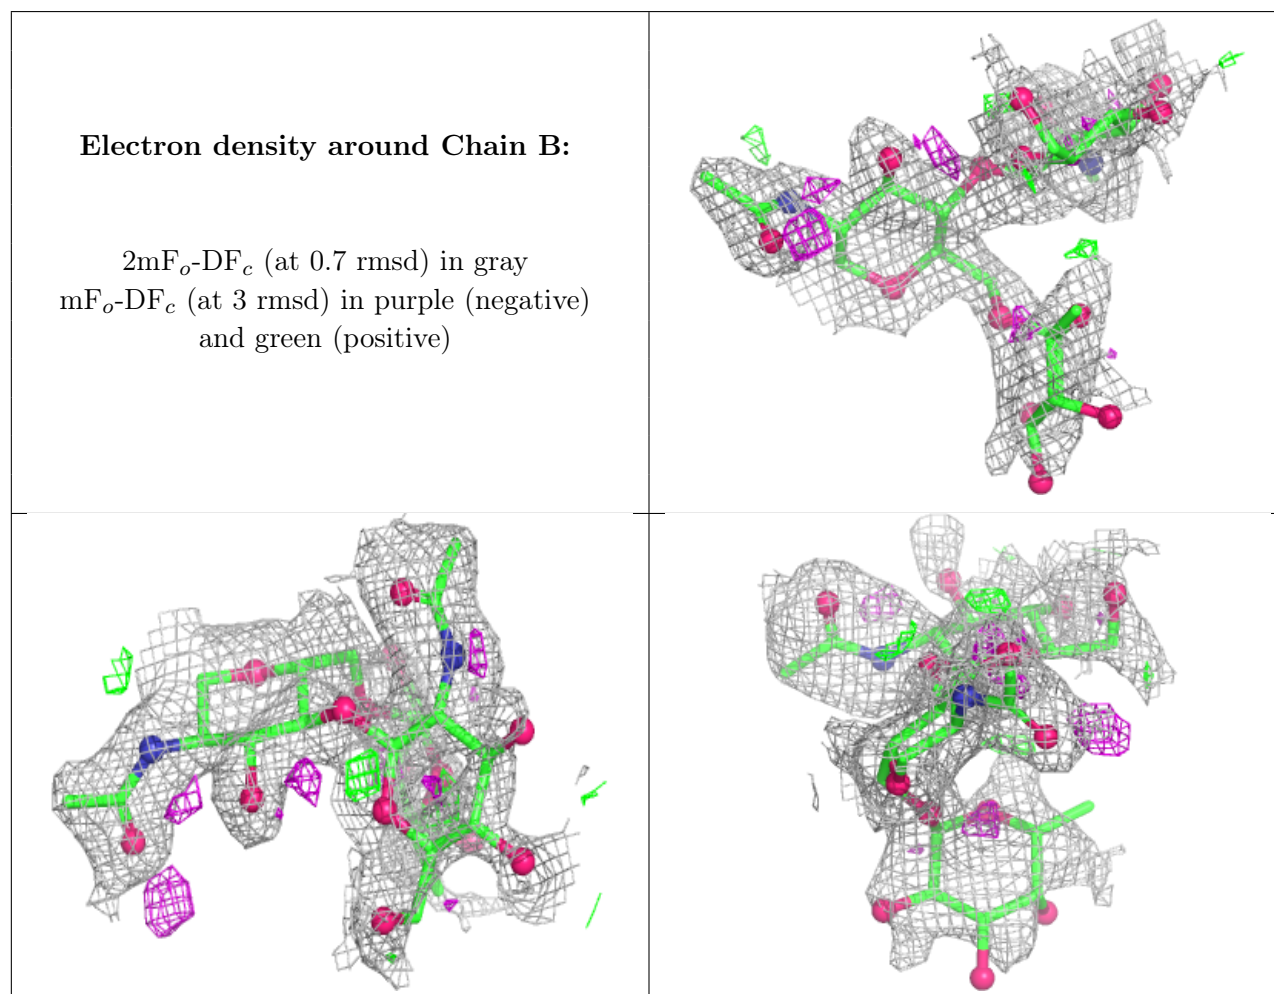 Electron density around Chain B:
2mFo-DFc (at 0.7 rmsd) in gray
mFo-DFc (at 3 rmsd) in purple (negative)
and green (positive)